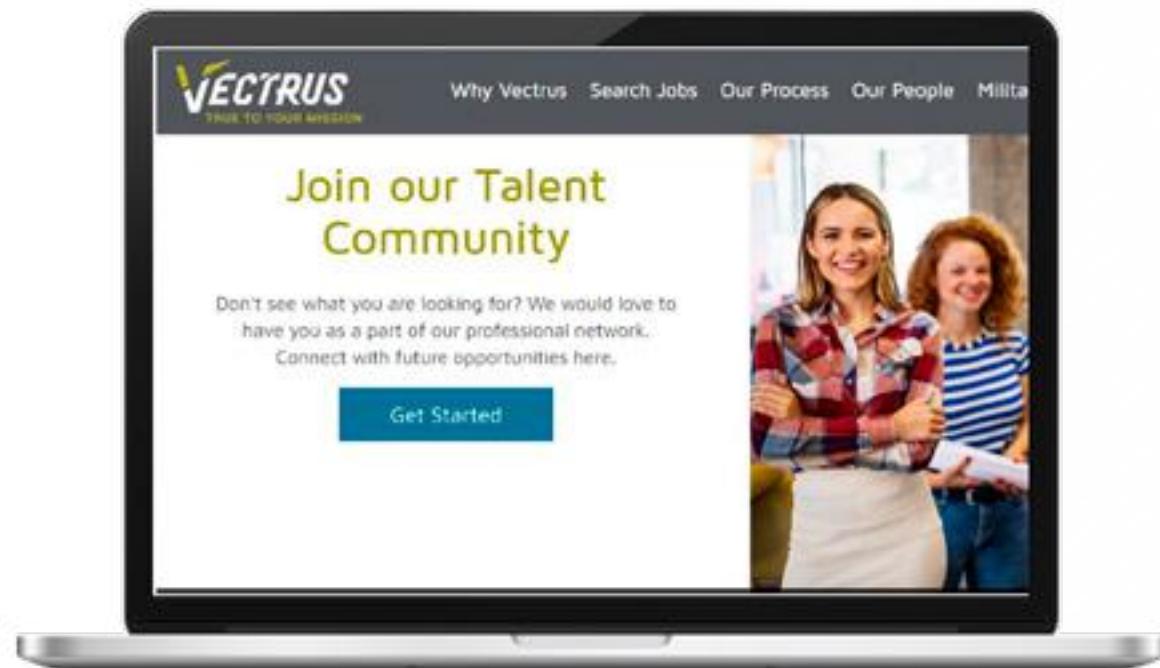 VECTRUS
TRUE TO YOUR MISSION
Why Vectrus Search Jobs Our Process Our People Milita
Join our Talent
Community
Don't see what you are looking for? We would love to
have you as a part of our professional network.
Connect with future opportunities here.
Get Started